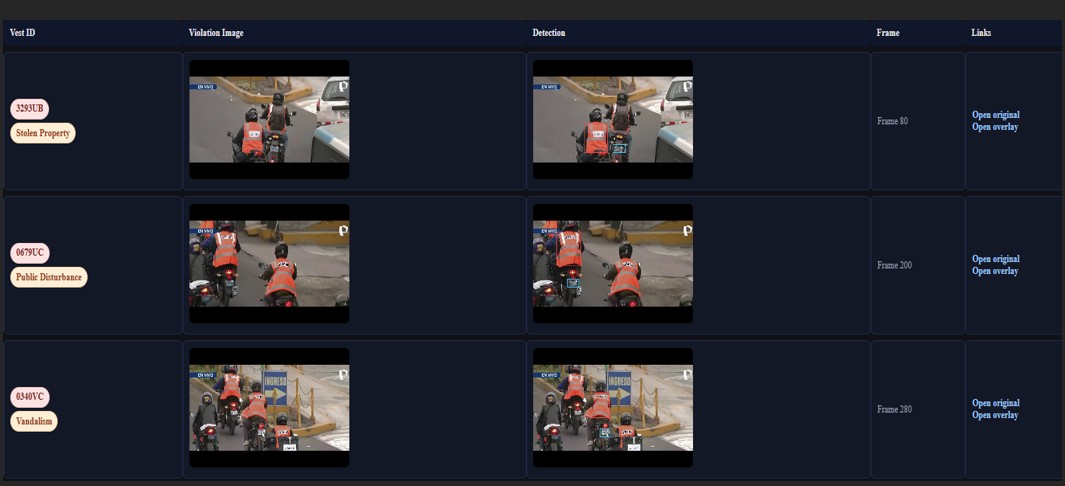 Vest ID Violation Image Detection Frame Links
3293UB
Stolen Property
EN VIVO
EN VIVO
Frame 80
Open original
Open overlay
0679UC
Public Disturbance
EN VIVO
EN VIVO
Frame 200
Open original
Open overlay
0340VC
Vandalism
EN VIVO
INGRESO
EN VIVO
INGRESO
Frame 280
Open original
Open overlay